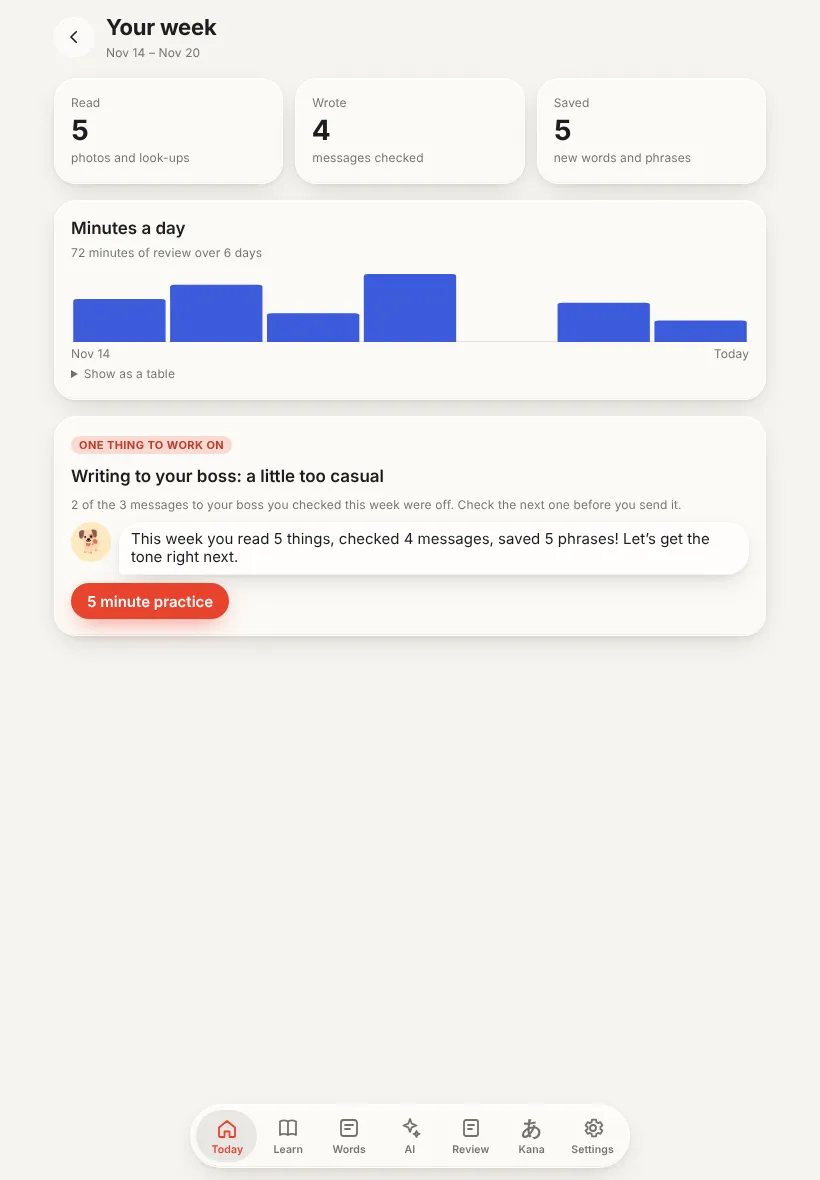 Your week
Nov 14 – Nov 20
Read
5
photos and look-ups
Wrote
4
messages checked
Saved
5
new words and phrases
Minutes a day
72 minutes of review over 6 days
Nov 14
Today
Show as a table
ONE THING TO WORK ON
Writing to your boss: a little too casual
2 of the 3 messages to your boss you checked this week were off. Check the next one before you send it.
This week you read 5 things, checked 4 messages, saved 5 phrases! Let’s get the
tone right next.
5 minute practice
Today
Learn
Words
AI
Review
あ
Kana
Settings